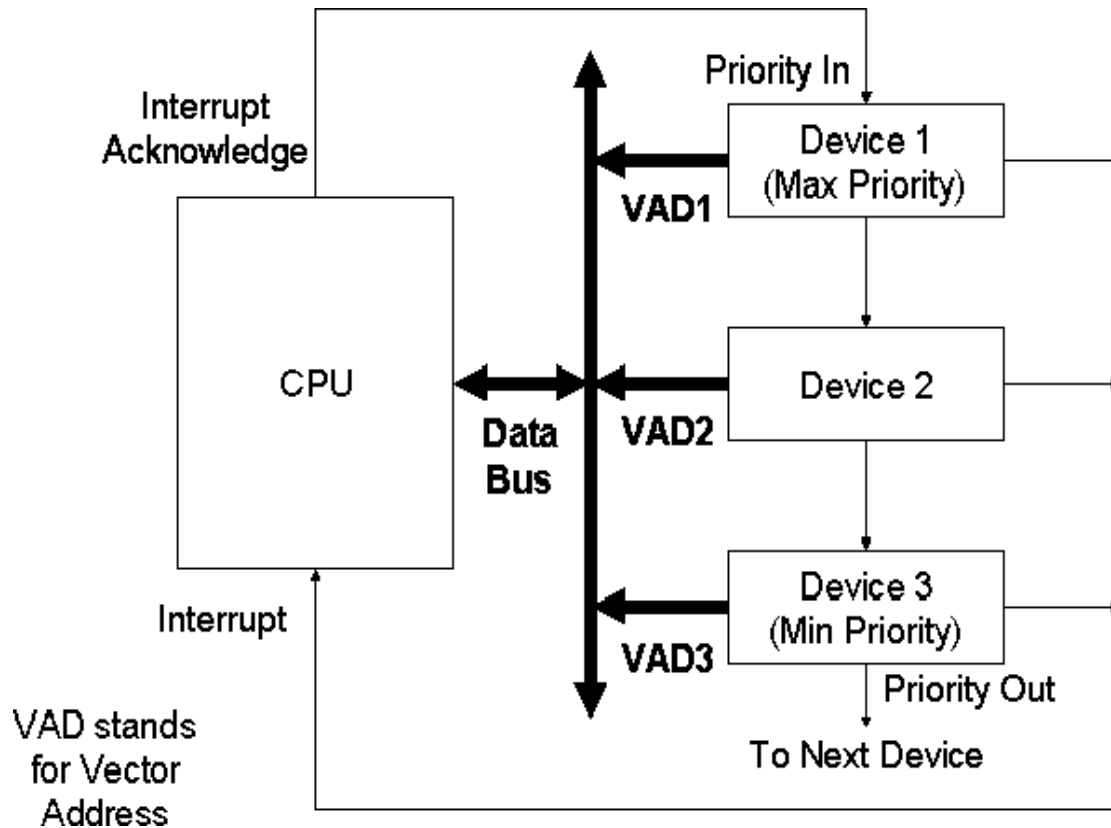 Priority In
Interrupt
Acknowledge
Device 1
(Max Priority)
VAD1
CPU
Data
Bus
Device 2
VAD2
Device 3
(Min Priority)
Interrupt
VAD3
Priority Out
To Next Device
VAD stands
for Vector
Address